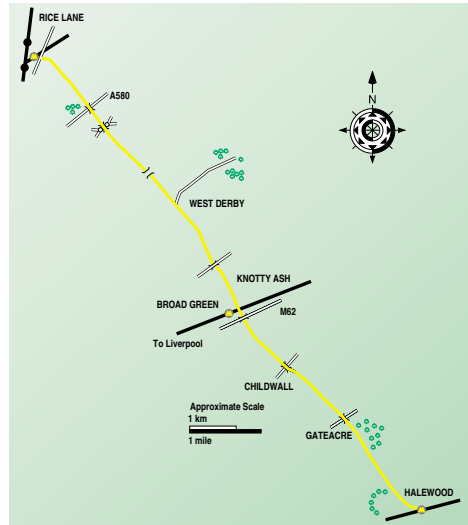 RICE LANE
A580
N
WEST DERBY
KNOTTY ASH
BROAD GREEN
M62
To Liverpool
CHILDWALL
Approximate Scale
1 km
1 mile
GATEACRE
HALEWOOD